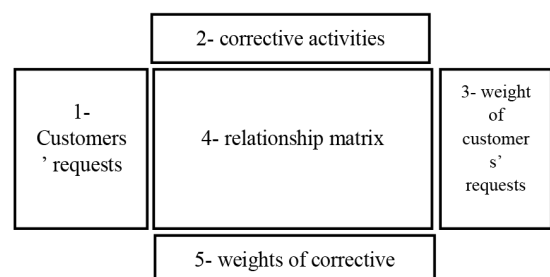 2- corrective activities
1-
Customers
' requests
4- relationship matrix
3- weight
of
customer
s'
requests
5- weights of corrective